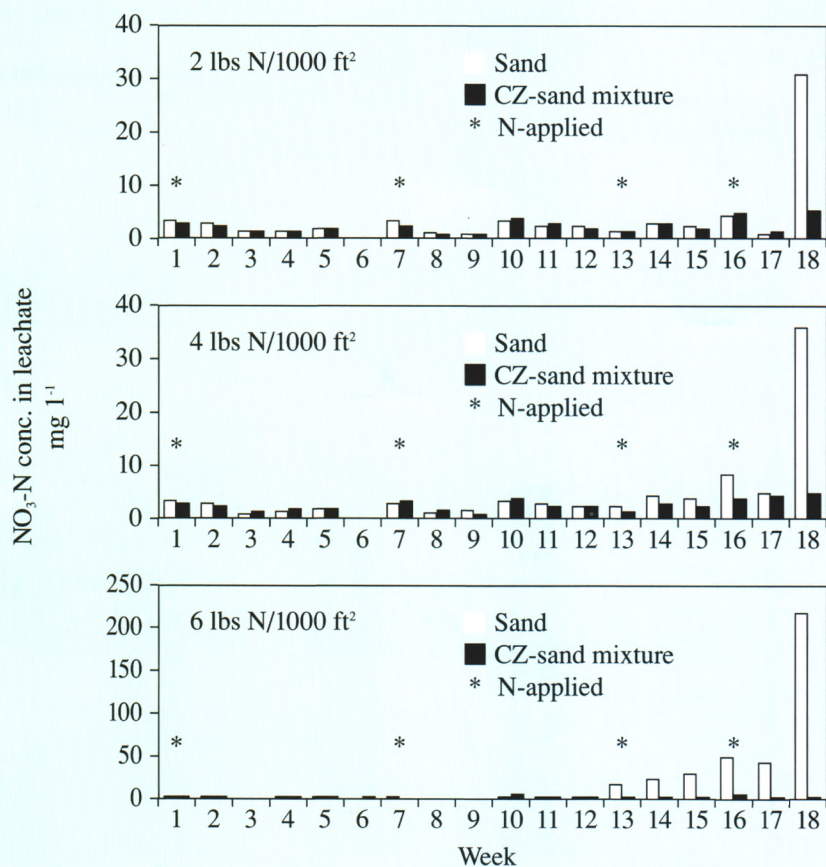 40
2 lbs N/1000 ft²
Sand
30
CZ-sand mixture
20
* N-applied
10
* * * *
0
1 2 3 4 5 6 7 8 9 10 11 12 13 14 15 16 17 18
40
4 lbs N/1000 ft²
Sand
30
CZ-sand mixture
20
* N-applied
* * * *
10
0
1 2 3 4 5 6 7 8 9 10 11 12 13 14 15 16 17 18
NO₃-N conc. in leachate
mg 1⁻¹
250
6 lbs N/1000 ft²
200
Sand
150
CZ-sand mixture
* N-applied
100
* * * *
50
0
1 2 3 4 5 6 7 8 9 10 11 12 13 14 15 16 17 18
Week